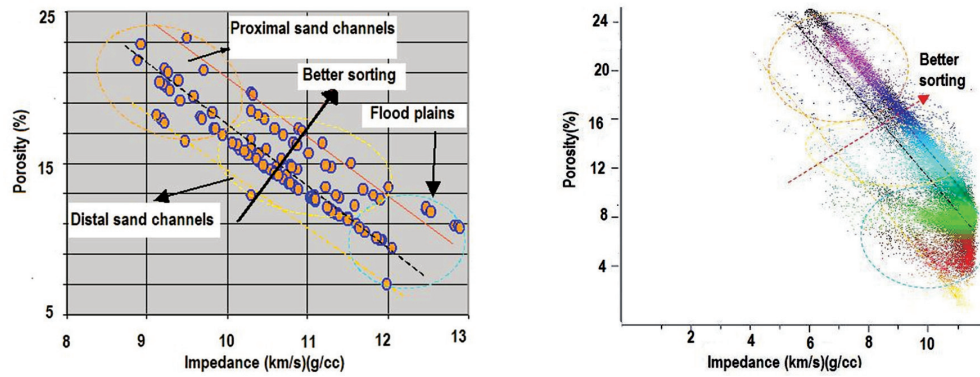 25
Proximal sand channels
Better sorting
Flood plains
15
Distal sand channels
5
Porosity (%)
8
9
10
11
12
13
Impedance (km/s)(g/cc)
24
20
16
12
8
4
Porosity(%)
Better
sorting
2
4
6
8
10
Impedance (km/s)(g/cc)